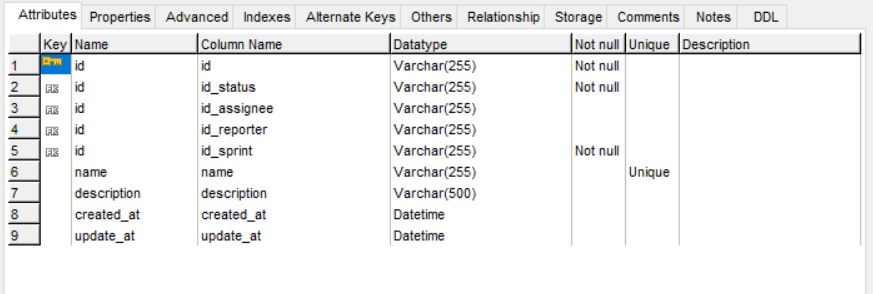 Attributes Properties Advanced Indexes Alternate Keys Others Relationship Storage Comments Notes DDL
Key Name Column Name Datatype Not null Unique Description
1 id id Varchar(255) Not null
2 FK id id_status Varchar(255) Not null
3 FK id id_assignee Varchar(255)
4 FK id id_reporter Varchar(255)
5 FK id id_sprint Varchar(255) Not null
6 name name Varchar(255) Unique
7 description description Varchar(500)
8 created_at created_at Datetime
9 update_at update_at Datetime